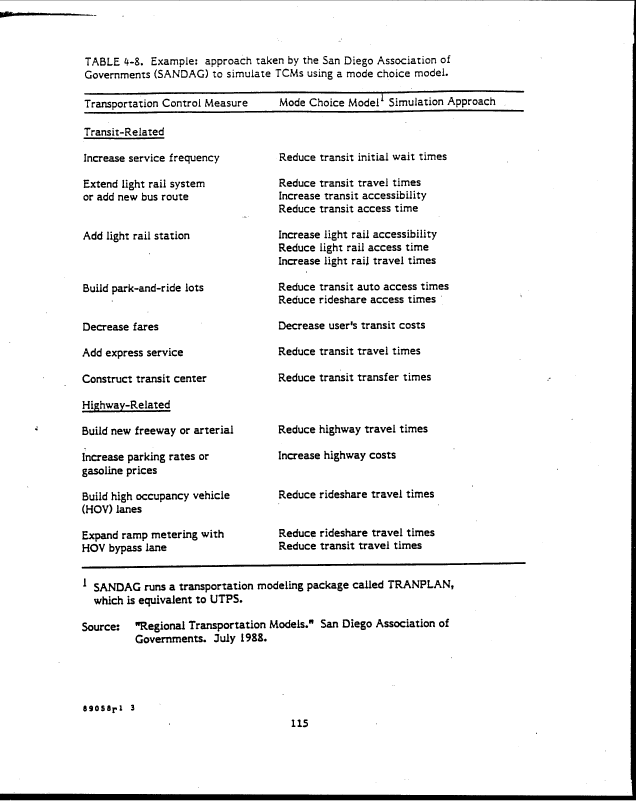 TABLE 4-8. Example: approach taken by the San Diego Association of
Governments (SANDAG) to simulate TCMs using a mode choice model.
Transportation Control Measure Mode Choice Model1 Simulation Approach
Transit-Related
Increase service frequency Reduce transit initial wait times
Extend light rail system Reduce transit travel times
or add new bus route Increase transit accessibility
Reduce transit access time
Add light rail station Increase light rail accessibility
Reduce light rail access time
Increase light rail travel times
Build park-and-ride lots Reduce transit auto access times
Reduce rideshare access times
Decrease fares Decrease user's transit costs
Add express service Reduce transit travel times
Construct transit center Reduce transit transfer times
Highway-Related
Build new freeway or arterial Reduce highway travel times
Increase parking rates or Increase highway costs
gasoline prices
Build high occupancy vehicle Reduce rideshare travel times
(HOV) lanes
Expand ramp metering with Reduce rideshare travel times
HOV bypass lane Reduce transit travel times
1 SANDAG runs a transportation modeling package called TRANPLAN,
which is equivalent to UTPS.
Source: "Regional Transportation Models." San Diego Association of
Governments. July 1988.
89058r1 3
115